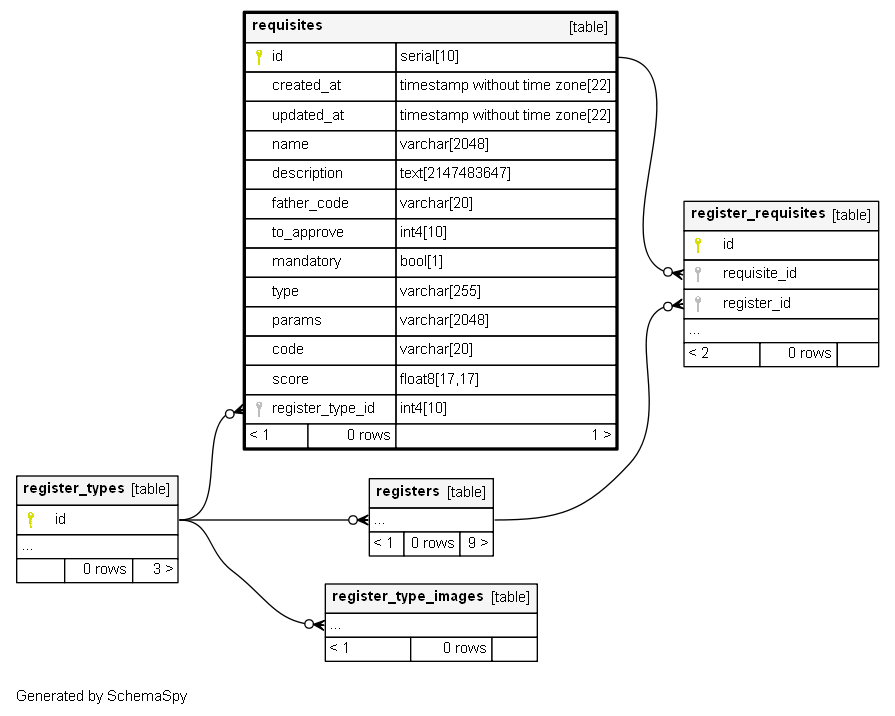 requisites [table]
id serial[10]
created_at timestamp without time zone[22]
updated_at timestamp without time zone[22]
name varchar[2048]
description text[2147483647]
father_code varchar[20]
to_approve int4[10]
mandatory bool[1]
type varchar[255]
params varchar[2048]
code varchar[20]
score float8[17,17]
register_type_id int4[10]
< 1 0 rows 1 >
register_requisites [table]
id
requisite_id
register_id
...
< 2 0 rows
register_types [table]
id
...
0 rows 3 >
registers [table]
...
< 1 0 rows 9 >
register_type_images [table]
...
< 1 0 rows
Generated by SchemaSpy